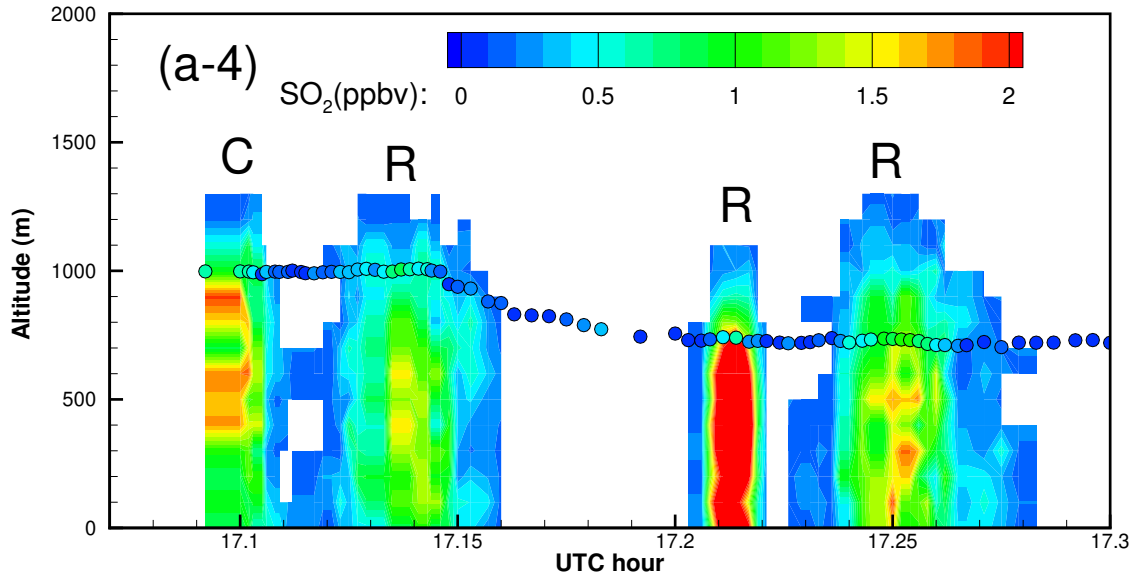 2000
(a-4)
SO2(ppbv):
0 0.5 1 1.5 2
1500
C R R R
1000
Altitude (m)
500
0
17.1 17.15 17.2 17.25 17.3
UTC hour